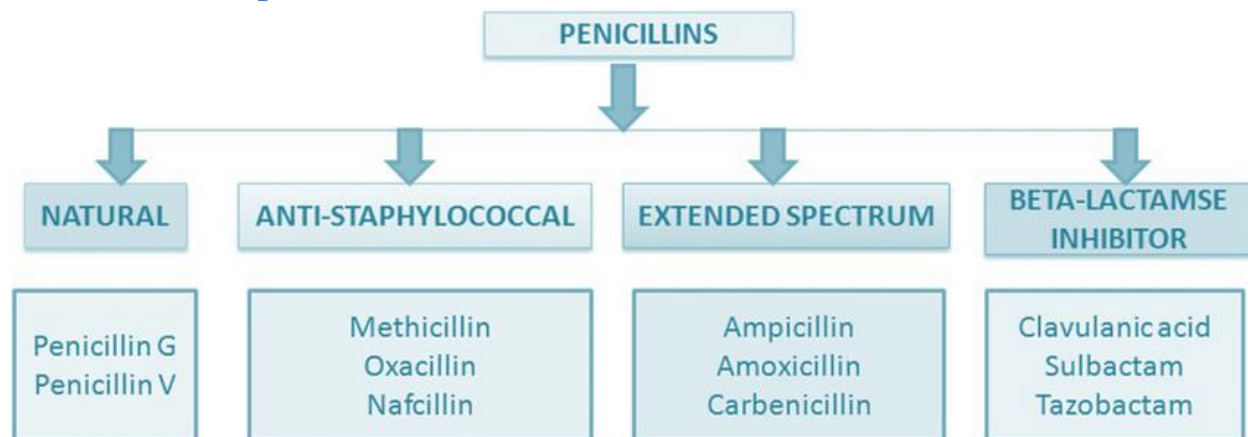 PENICILLINS
NATURAL
ANTI-STAPHYLOCOCCAL
EXTENDED SPECTRUM
BETA-LACTAMSE
INHIBITOR
Penicillin G
Penicillin V
Methicillin
Oxacillin
Nafcillin
Ampicillin
Amoxicillin
Carbenicillin
Clavulanic acid
Sulbactam
Tazobactam